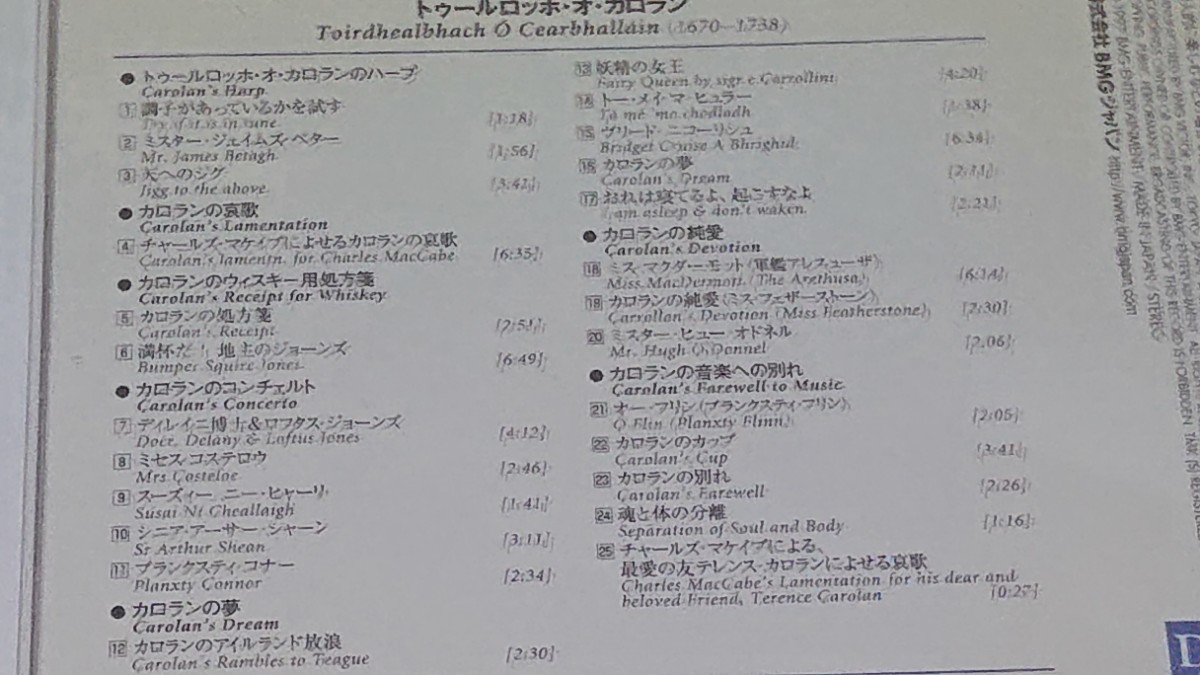 トゥールロッホ・オ・カロラン
Toirdhealbhach Ó Cearbhalláin (1670~1738)
● トゥールロッホ・オ・カロランのハープ
Carolan's Harp
1 調子があっているかを試す
Try if it is in tune [1:18]
2 ミスター・ジェイムズ・ベター
Mr. James Betagh [1:56]
3 天へのジグ
Jigg to the above [3:42]
● カロランの哀歌
Carolan's Lamentation
4 チャールズ・マケイブによせるカロランの哀歌
Carolan's lamentn. for Charles MacCabe [6:35]
● カロランのウィスキー用処方箋
Carolan's Receipt for Whiskey
5 カロランの処方箋
Carolan's Receipt [2:51]
6 満杯だ! 地主のジョーンズ
Bumper Squire Jones [6:49]
● カロランのコンチェルト
Carolan's Concerto
7 ディレイニ博士&ロフタス・ジョーンズ
Doct. Delany & Loftus Jones [4:12]
8 ミセス・コステロウ
Mrs Costeloe [2:46]
9 スーズィー ニー・ヒャーリ
Susai Ni Cheallaigh [1:41]
10 シニア・アーサー・シャーン
Sr Arthur Shean [3:11]
11 プランクスティ・コナー
Planxty Connor [2:34]
● カロランの夢
Carolan's Dream
12 カロランのアイルランド放浪
Carolan's Rambles to Teague [2:30]
13 妖精の女王
Fairy Queen by sigr. [4:20]
14 トー・メイ・マ・ヒュラー
Ta me 'mo chodladh [1:38]
15 ヴリード・ニコーリシュ
Bridget Cruise A Bhrighid [6:34]
16 カロランの夢
Carolan's Dream [2:11]
17 おれは寝てるよ、起こすなよ
I am asleep & don't waken. [2:21]
● カロランの純愛
Carolan's Devotion
18 ミス・マクダーモット(軍艦アレスューザ)
Miss MacDermott (The Arethusa) [6:14]
19 カロランの純愛(ミス・フェザーストーン)
Carrollan's Devotion (Miss Featherstone) [2:30]
20 ミスター・ヒュー・オドネル
Mr. Hugh O'Donnel [2:06]
● カロランの音楽への別れ
Carolan's Farewell to Music
21 オー・フリン(プランクスティ・フリン)
O Flin (Planxty Flinn) [2:05]
22 カロランのカップ
Carolan's Cup [3:41]
23 カロランの別れ
Carolan's Farewell [2:26]
24 魂と体の分離
Separation of Soul and Body [1:16]
25 チャールズ・マケイブによる、
最愛の友テレンス・カロランによせる哀歌
Charles MacCabe's Lamentation for his dear and
beloved Friend, Terence Carolan [0:27]
株式会社BMGジャパン http://www.bmgjapan.com